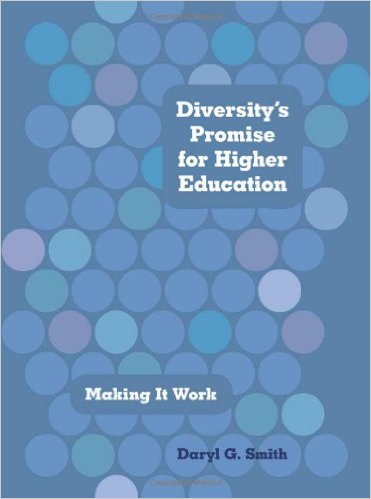 Diversity's
Promise
for Higher
Education
Making It Work
Daryl G. Smith